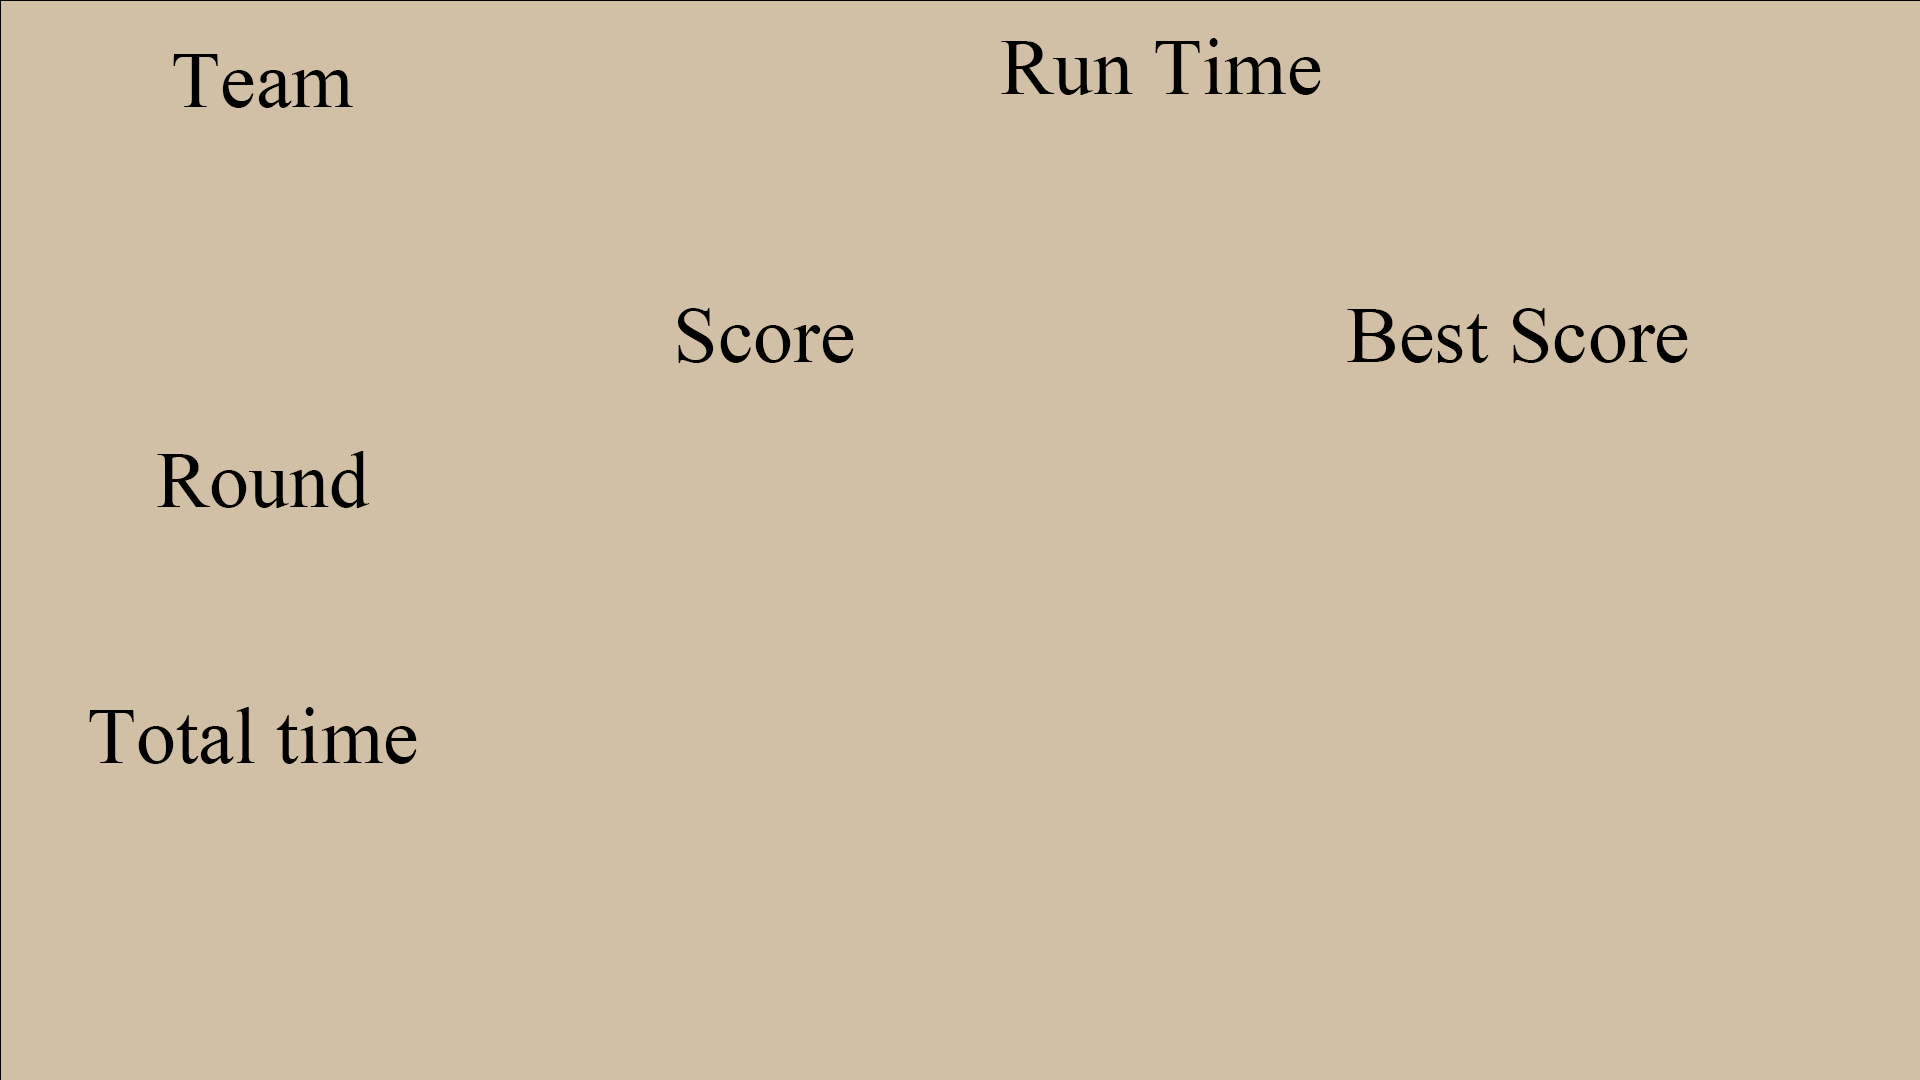 Team
Run Time
Score
Best Score
Round
Total time